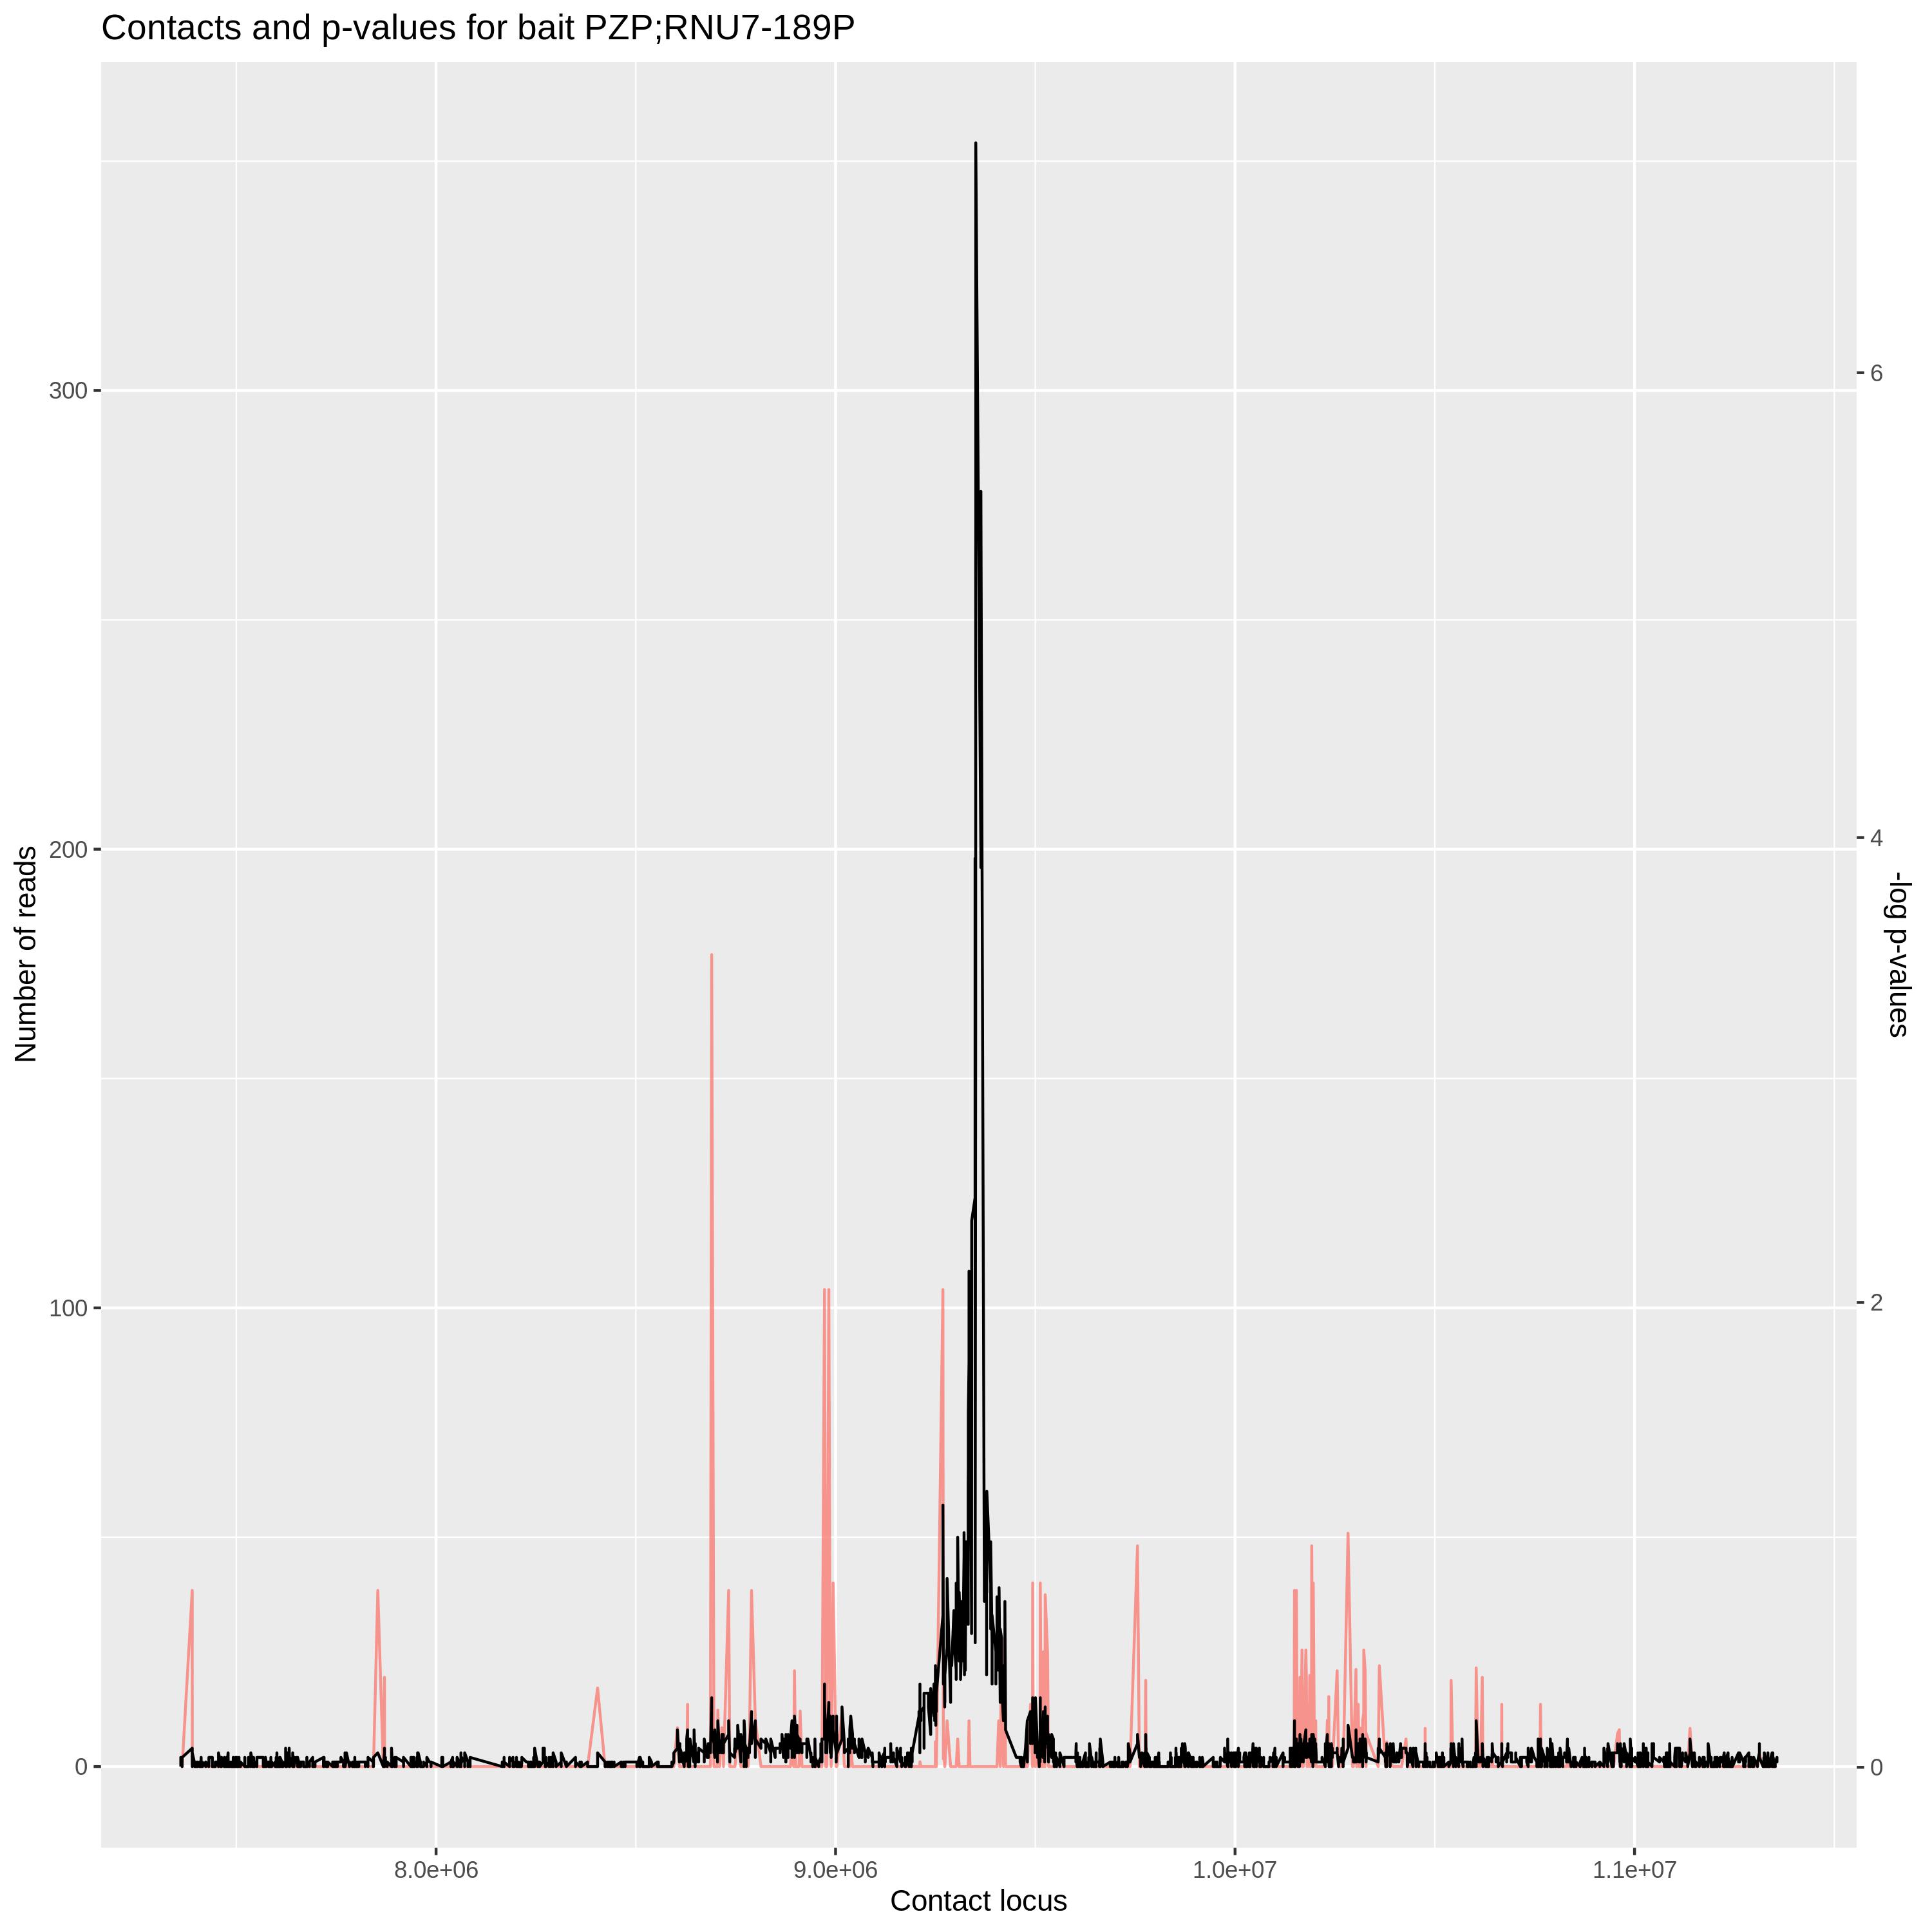 Contacts and p-values for bait PZP;RNU7-189P
300
200
100
0
Number of reads
6
4
2
0
-log p-values
8.0e+06 9.0e+06 1.0e+07 1.1e+07
Contact locus